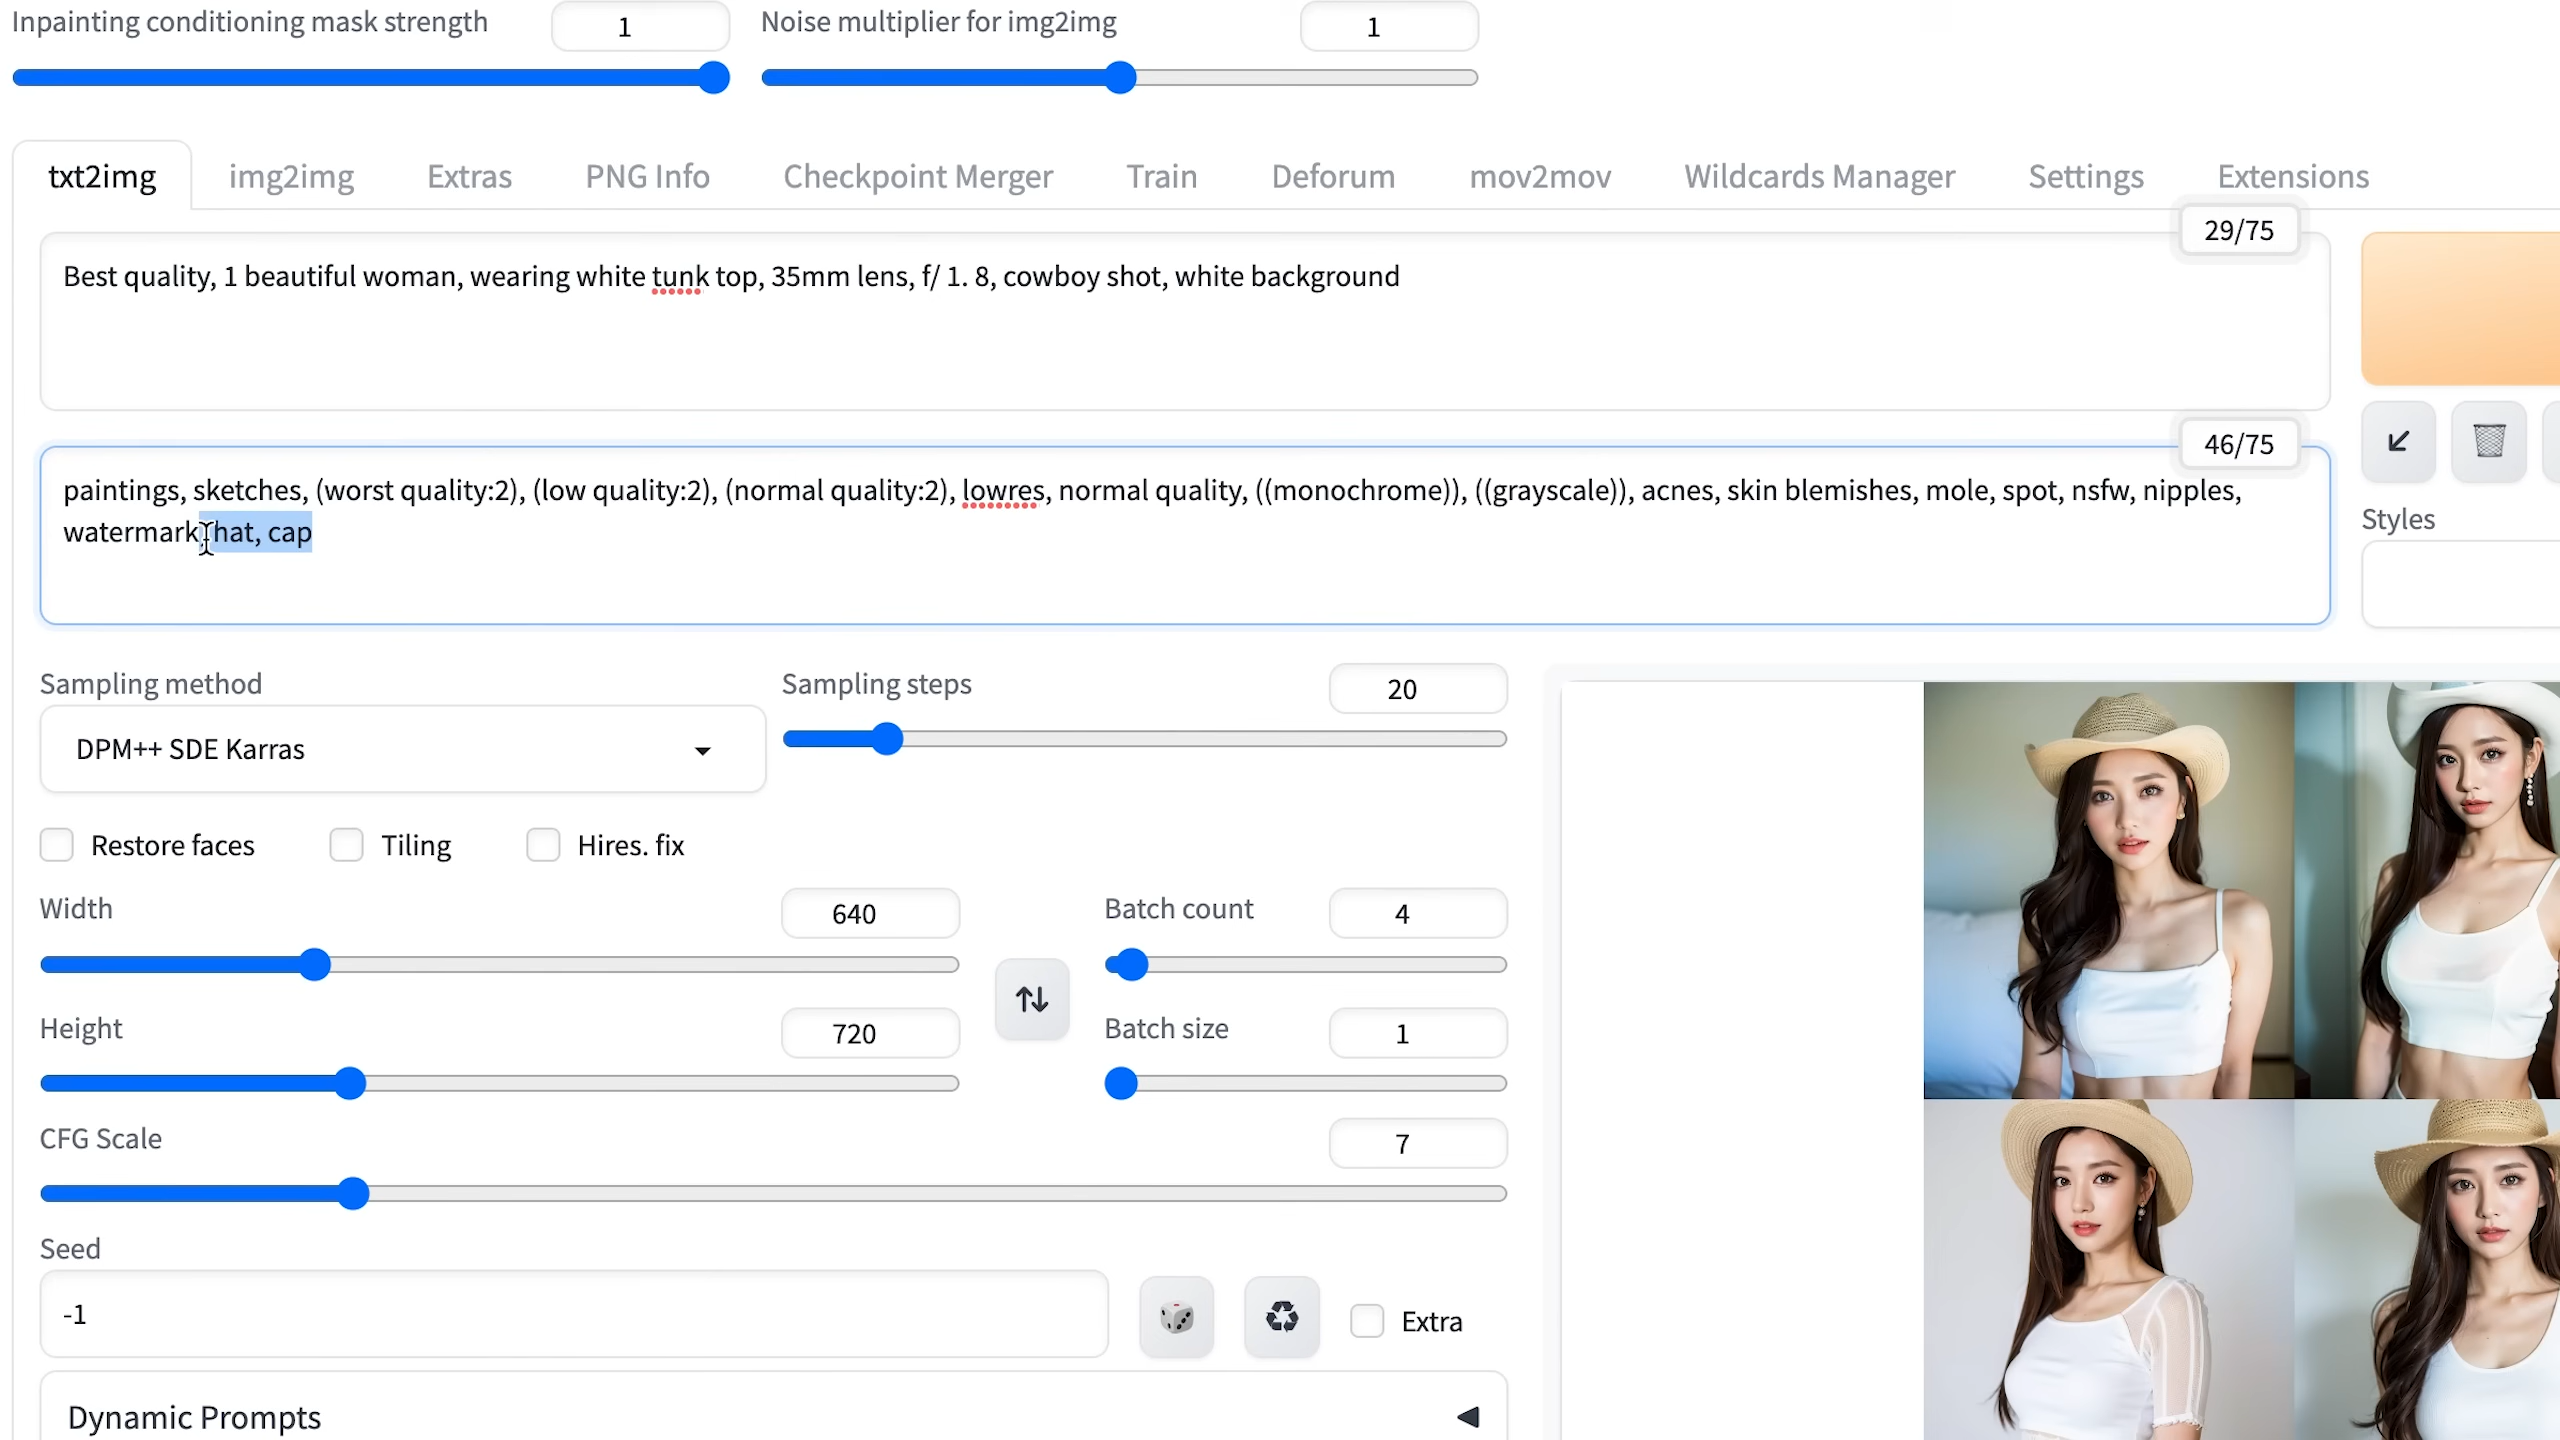 Inpainting conditioning mask strength 1 Noise multiplier for img2img 1
txt2img img2img Extras PNG Info Checkpoint Merger Train Deforum mov2mov Wildcards Manager Settings Extensions
29/75
Best quality, 1 beautiful woman, wearing white tunk top, 35mm lens, f/ 1. 8, cowboy shot, white background
46/75
paintings, sketches, (worst quality:2), (low quality:2), (normal quality:2), lowres, normal quality, ((monochrome)), ((grayscale)), acnes, skin blemishes, mole, spot, nsfw, nipples,
watermark, hat, cap
Styles
Sampling method Sampling steps 20
DPM++ SDE Karras
Restore faces Tiling Hires. fix
Width 640 Batch count 4
Height 720 Batch size 1
CFG Scale 7
Seed
-1
Extra
Dynamic Prompts